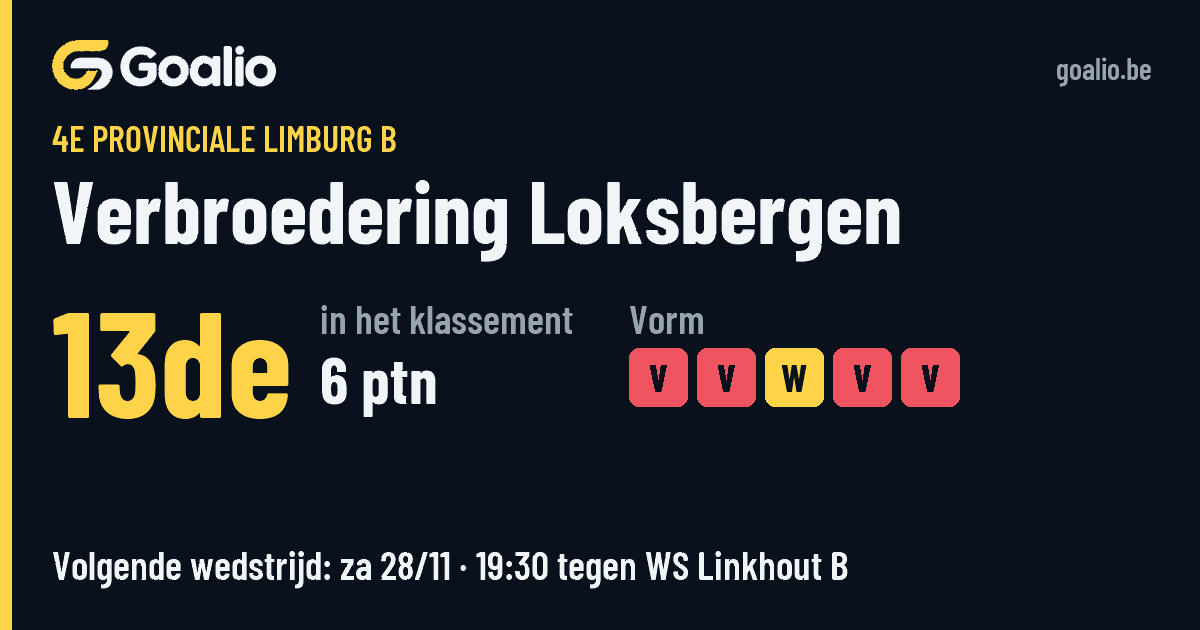 Goalio
goalio.be
4E PROVINCIALE LIMBURG B
Verbroedering Loksbergen
13de
in het klassement
6 ptn
Vorm
V V W V V
Volgende wedstrijd: za 28/11 · 19:30 tegen WS Linkhout B